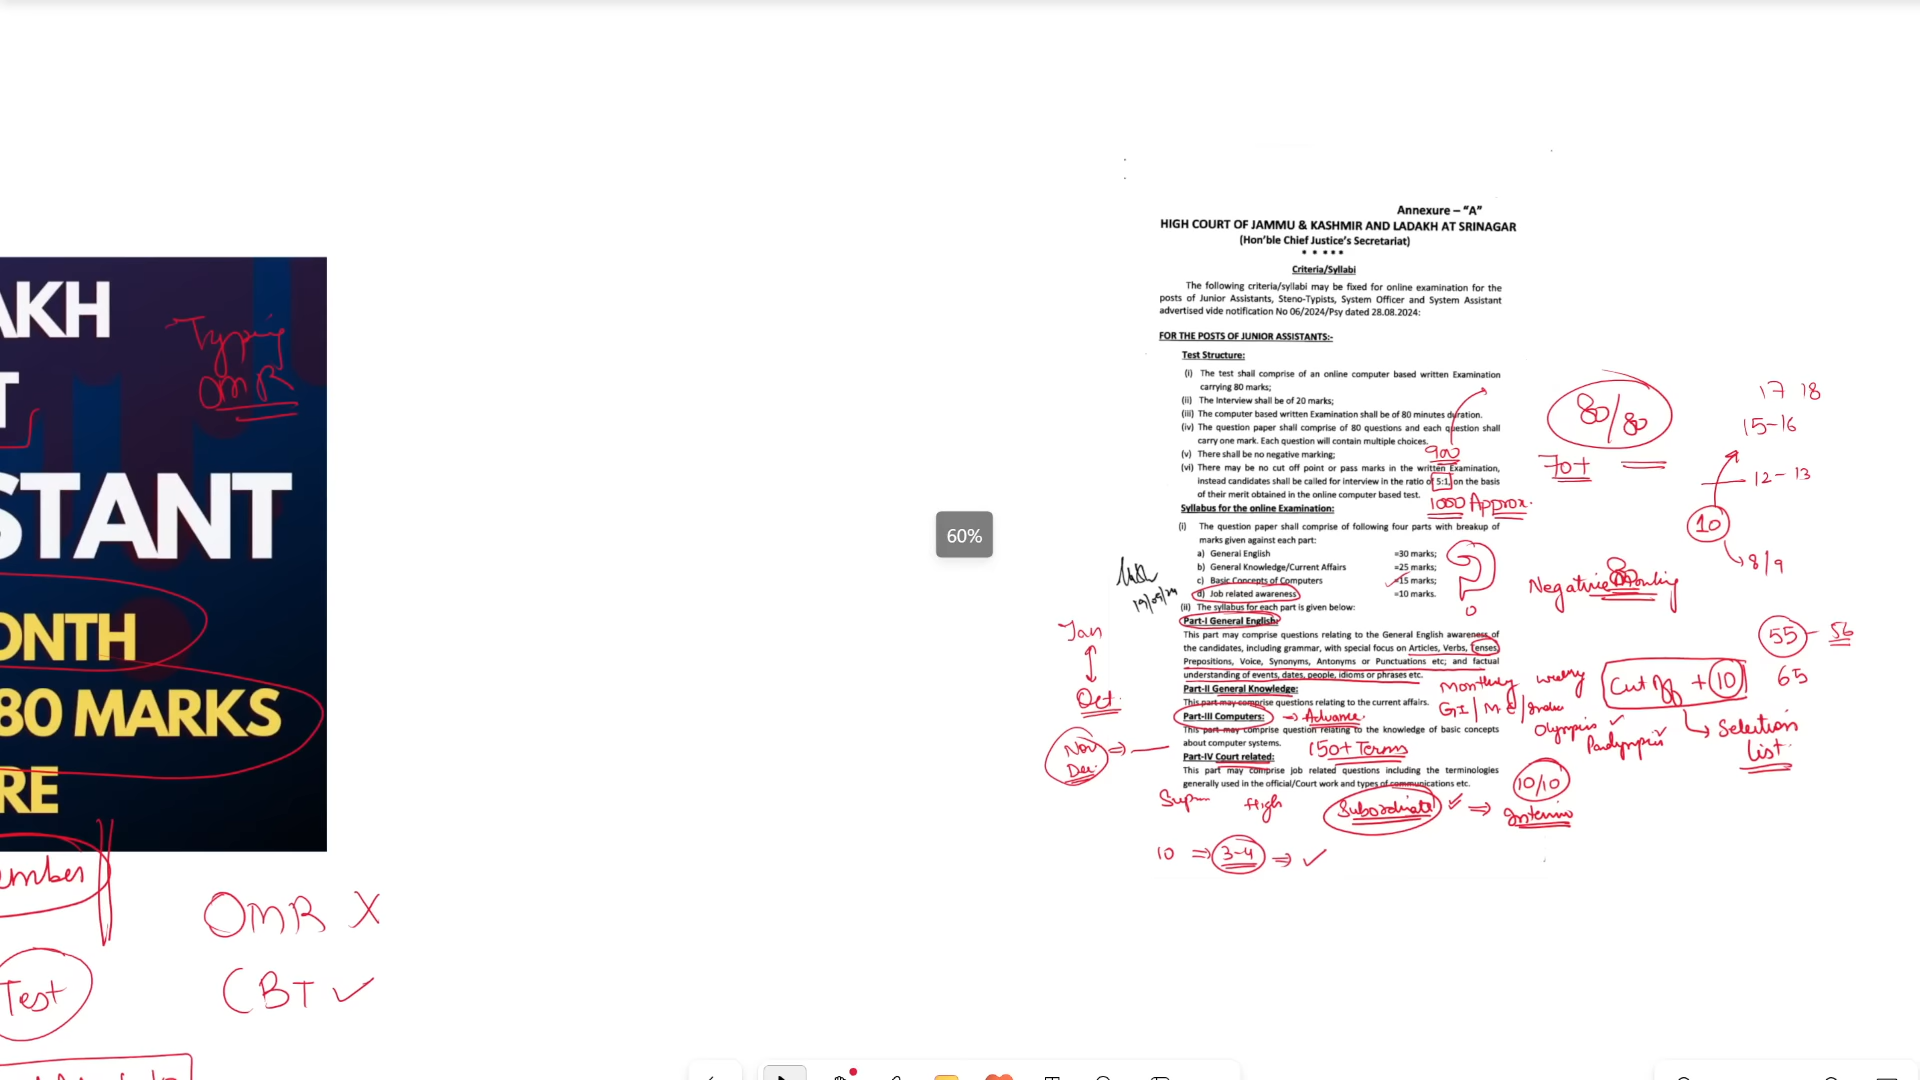 AKH
T
STANT
ONTH
80 MARKS
RE
Typing
OMR
ember
OMR X
Test
CBT ✓
60%
Annexure – “A”
HIGH COURT OF JAMMU & KASHMIR AND LADAKH AT SRINAGAR
(Hon’ble Chief Justice’s Secretariat)
* * * * *
Criteria/Syllabi
The following criteria/syllabi may be fixed for online examination for the
posts of Junior Assistants, Steno-Typists, System Officer and System Assistant
advertised vide notification No 06/2024/Psy dated 28.08.2024:
FOR THE POSTS OF JUNIOR ASSISTANTS:-
Test Structure:
(i) The test shall comprise of an online computer based written Examination
carrying 80 marks;
(ii) The Interview shall be of 20 marks;
(iii) The computer based written Examination shall be of 80 minutes duration.
(iv) The question paper shall comprise of 80 questions and each question shall
carry one mark. Each question will contain multiple choices.
(v) There shall be no negative marking;
(vi) There may be no cut off point or pass marks in the written Examination,
instead candidates shall be called for interview in the ratio of 5:1, on the basis
of their merit obtained in the online computer based test.
Syllabus for the online Examination:
(i) The question paper shall comprise of following four parts with breakup of
marks given against each part:
a) General English =30 marks;
b) General Knowledge/Current Affairs =25 marks;
c) Basic Concepts of Computers =15 marks;
d) Job related awareness =10 marks.
(ii) The syllabus for each part is given below:
Part-I General English:
This part may comprise questions relating to the General English awareness of
the candidates, including grammar, with special focus on Articles, Verbs, Tenses,
Prepositions, Voice, Synonyms, Antonyms or Punctuations etc; and factual
understanding of events, dates, people, idioms or phrases etc.
Part-II General Knowledge:
This part may comprise questions relating to the current affairs.
Part-III Computers: → Advance.
This part may comprise question relating to the knowledge of basic concepts
about computer systems. 150+ Terms
Part-IV Court related:
This part may comprise job related questions including the terminologies
generally used in the official/Court work and types of communications etc.
900
1000 Approx.
80/80
70+
17 18
15-16
12-13
10
8/9
Negative Marking
80
55 - 56
65
Cut off + 10
Selection
List.
Monthly
Olympics ✓
Paralympics ✓
10/10
Jan
Oct.
Nov
Dec.
19/09/24
High
Subordinate ✓ ⇒
10 ⇒ 3-4 ⇒ ✓